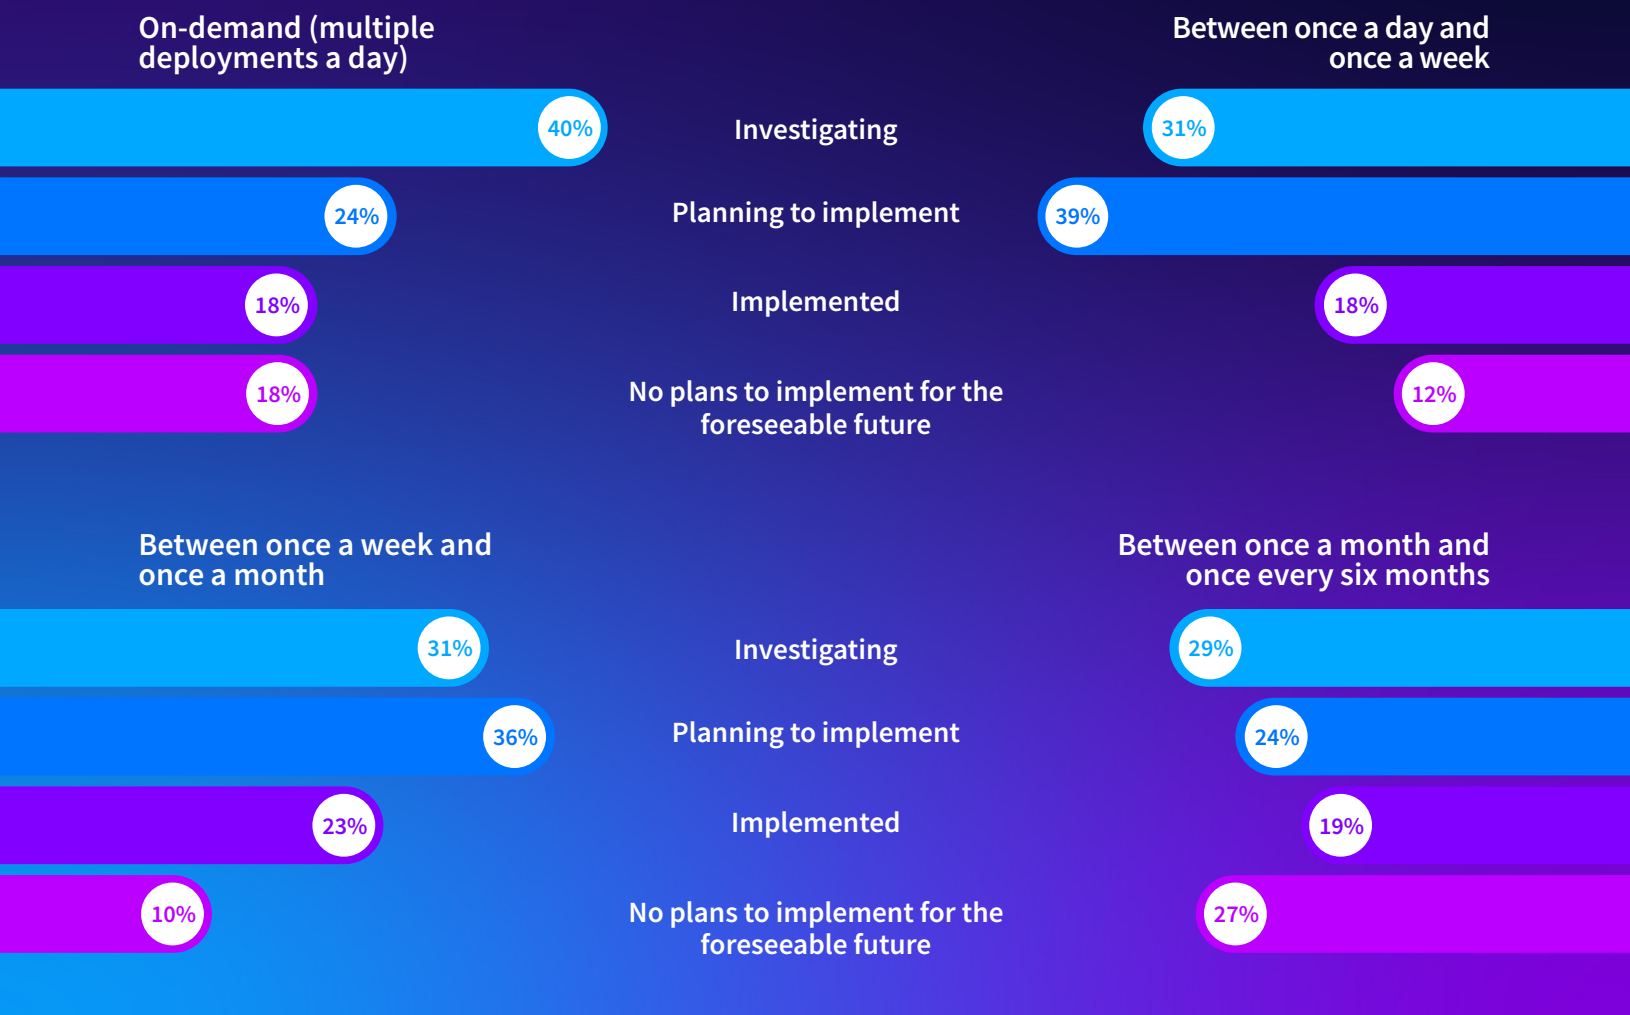 On-demand (multiple
deployments a day)
Between once a day and
once a week
40%
Investigating
31%
24%
Planning to implement
39%
18%
Implemented
18%
18%
No plans to implement for the
foreseeable future
12%
Between once a week and
once a month
Between once a month and
once every six months
31%
Investigating
29%
36%
Planning to implement
24%
23%
Implemented
19%
10%
No plans to implement for the
foreseeable future
27%